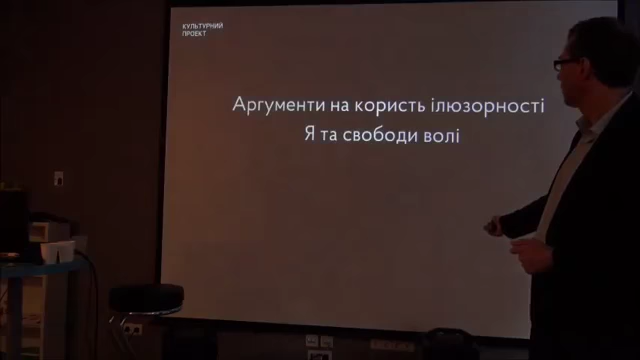 КУЛЬТУРНИЙ
ПРОЕКТ
Аргументи на користь ілюзорності
Я та свободи волі